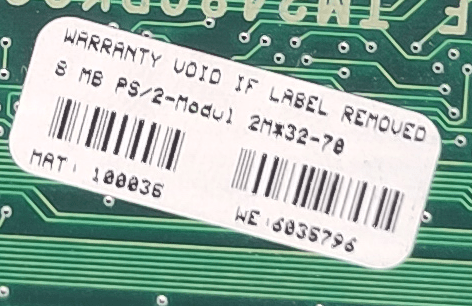 WARRANTY VOID IF LABEL REMOVED
8 MB PS/2-Modul 2M*32-70
MAT: 100036
WE:6035796